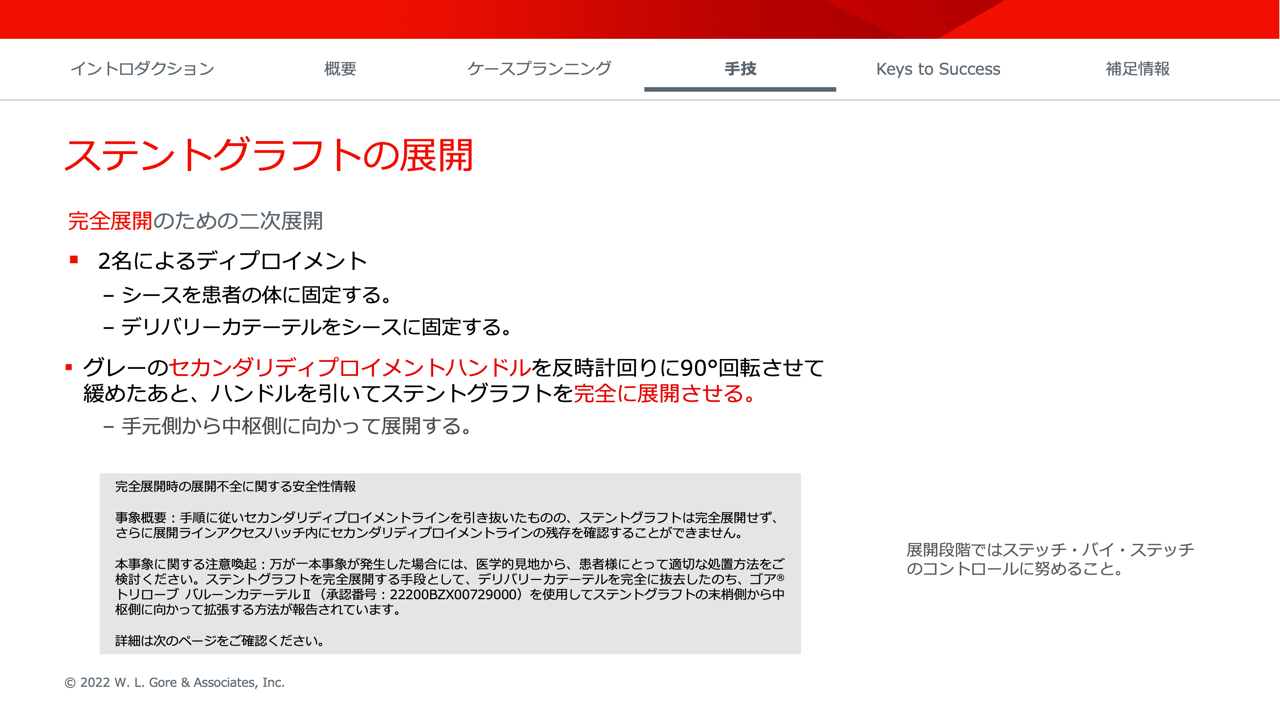 イントロダクション
概要
ケースプランニング
手技
Keys to Success
補足情報
ステントグラフトの展開
完全展開のための二次展開
▪ 2名によるディプロイメント
– シースを患者の体に固定する。
– デリバリーカテーテルをシースに固定する。
▪ グレーのセカンダリディプロイメントハンドルを反時計回りに90°回転させて
緩めたあと、ハンドルを引いてステントグラフトを完全に展開させる。
– 手元側から中枢側に向かって展開する。
完全展開時の展開不全に関する安全性情報
事象概要：手順に従いセカンダリディプロイメントラインを引き抜いたものの、ステントグラフトは完全展開せず、
さらに展開ラインアクセスハッチ内にセカンダリディプロイメントラインの残存を確認することができません。
本事象に関する注意喚起：万が一本事象が発生した場合には、医学的見地から、患者様にとって適切な処置方法をご
検討ください。ステントグラフトを完全展開する手段として、デリバリーカテーテルを完全に抜去したのち、ゴア®
トリローブ バルーンカテーテルⅡ（承認番号：22200BZX00729000）を使用してステントグラフトの末梢側から中
枢側に向かって拡張する方法が報告されています。
詳細は次のページをご確認ください。
展開段階ではステッチ・バイ・ステッチ
のコントロールに努めること。
© 2022 W. L. Gore & Associates, Inc.